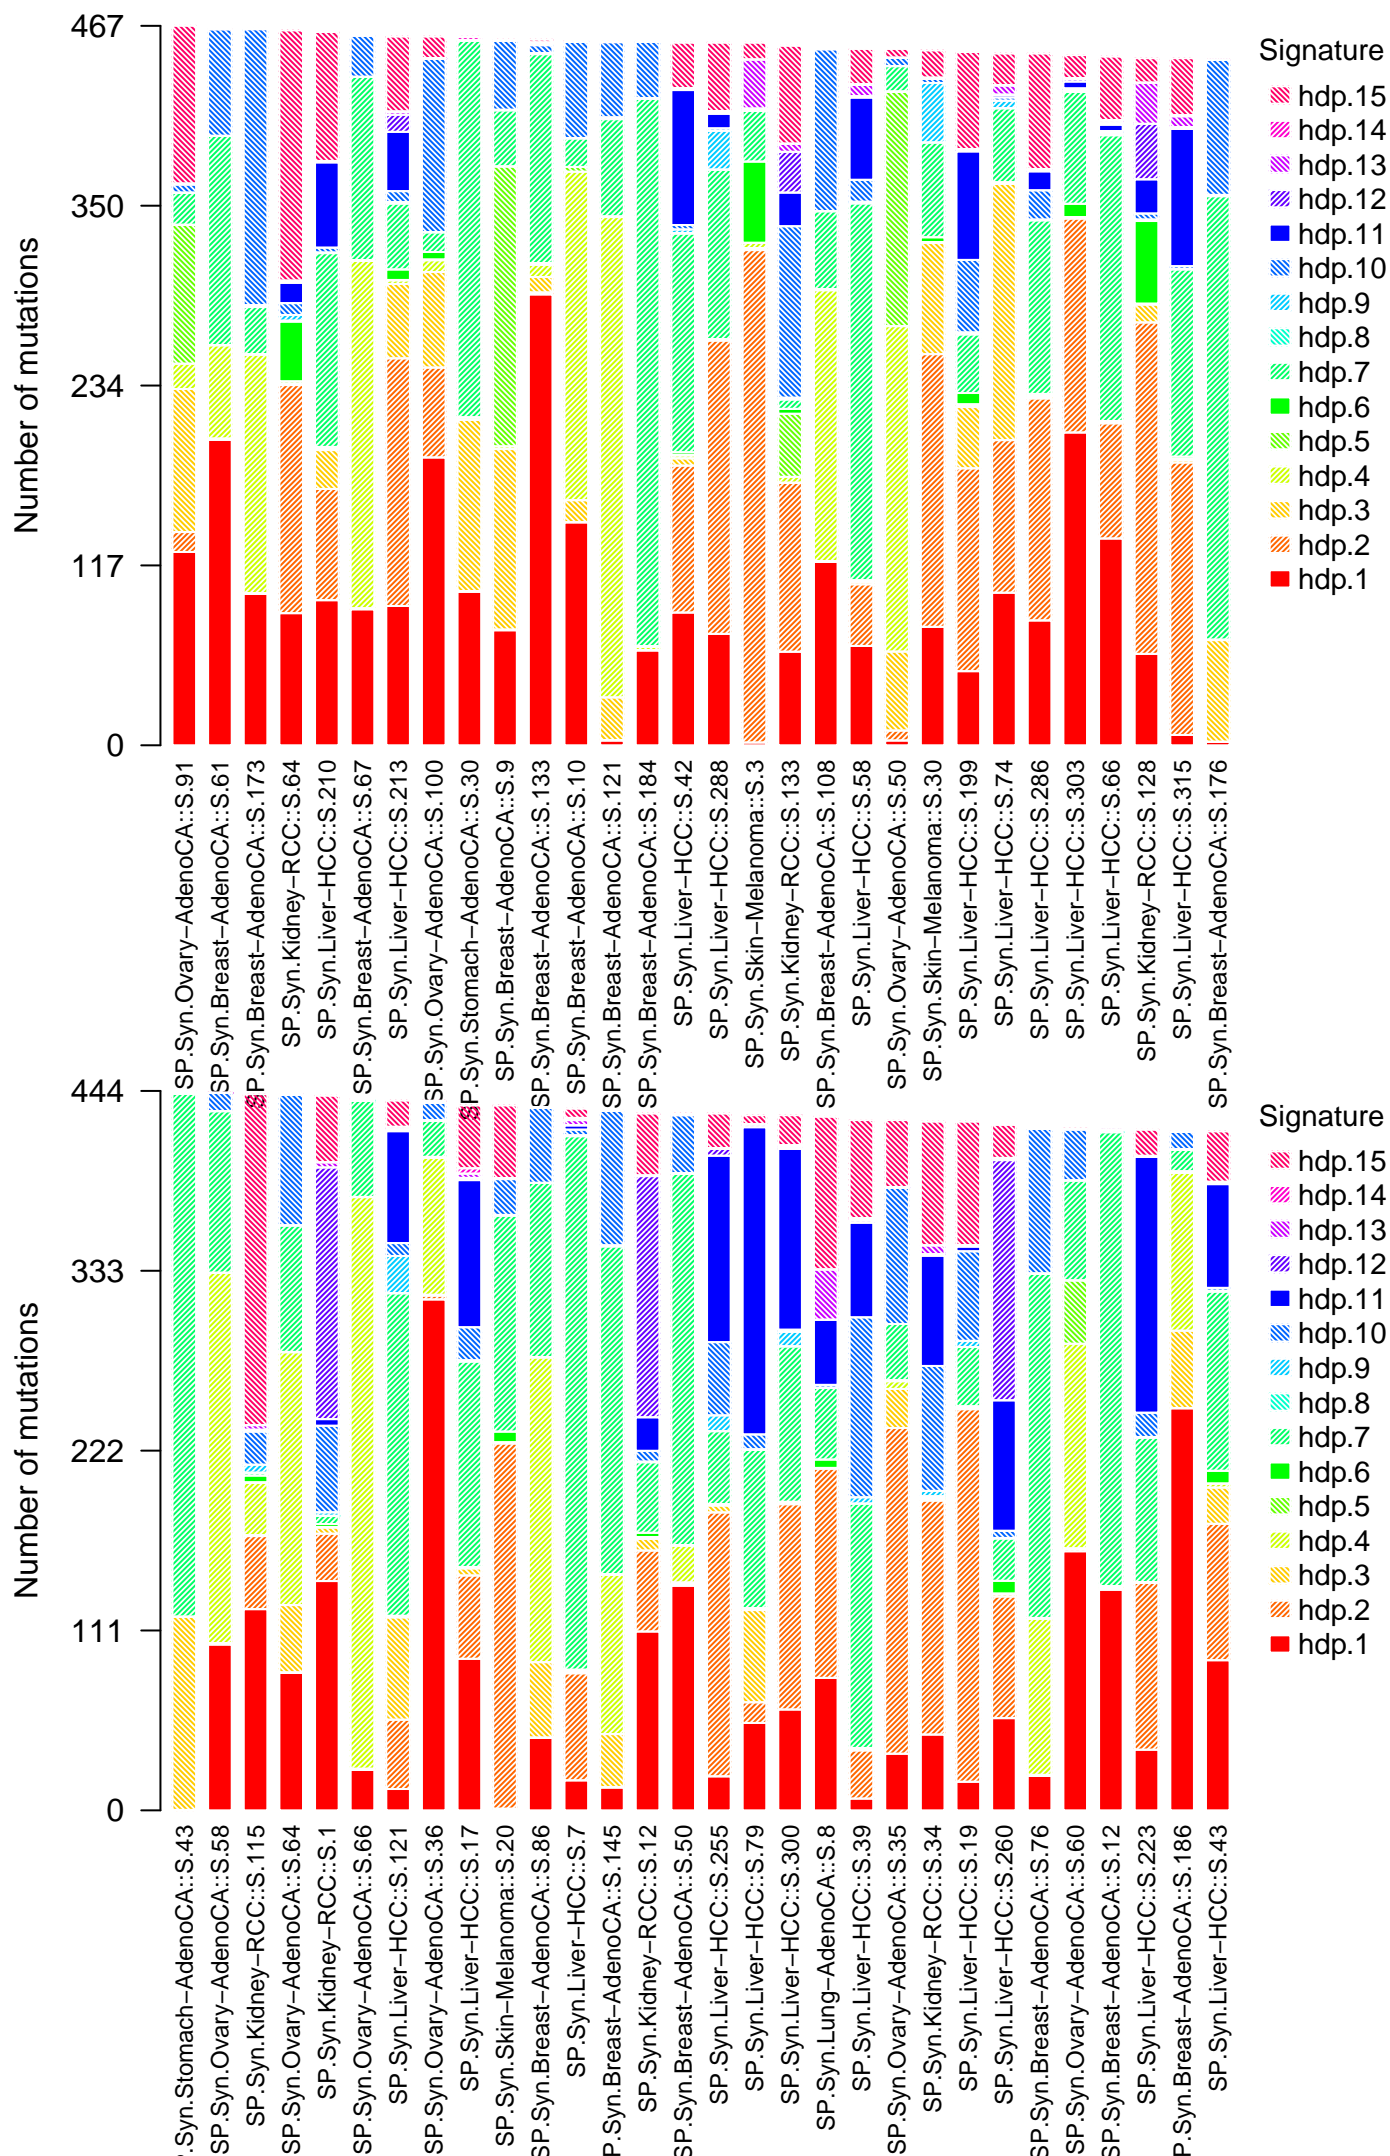 Number of mutations
467
350
234
117
0
Signature
hdp.15
hdp.14
hdp.13
hdp.12
hdp.11
hdp.10
hdp.9
hdp.8
hdp.7
hdp.6
hdp.5
hdp.4
hdp.3
hdp.2
hdp.1
SP.Syn.Ovary−AdenoCA::S.91
SP.Syn.Breast−AdenoCA::S.61
SP.Syn.Breast−AdenoCA::S.173
SP.Syn.Kidney−RCC::S.64
SP.Syn.Liver−HCC::S.210
SP.Syn.Breast−AdenoCA::S.67
SP.Syn.Liver−HCC::S.213
SP.Syn.Ovary−AdenoCA::S.100
SP.Syn.Stomach−AdenoCA::S.30
SP.Syn.Breast−AdenoCA::S.9
SP.Syn.Breast−AdenoCA::S.133
SP.Syn.Breast−AdenoCA::S.10
SP.Syn.Breast−AdenoCA::S.121
SP.Syn.Breast−AdenoCA::S.184
SP.Syn.Liver−HCC::S.42
SP.Syn.Liver−HCC::S.288
SP.Syn.Skin−Melanoma::S.3
SP.Syn.Kidney−RCC::S.133
SP.Syn.Breast−AdenoCA::S.108
SP.Syn.Liver−HCC::S.58
SP.Syn.Ovary−AdenoCA::S.50
SP.Syn.Skin−Melanoma::S.30
SP.Syn.Liver−HCC::S.199
SP.Syn.Liver−HCC::S.74
SP.Syn.Liver−HCC::S.286
SP.Syn.Liver−HCC::S.303
SP.Syn.Liver−HCC::S.66
SP.Syn.Kidney−RCC::S.128
SP.Syn.Liver−HCC::S.315
SP.Syn.Breast−AdenoCA::S.176
Number of mutations
444
333
222
111
0
Signature
hdp.15
hdp.14
hdp.13
hdp.12
hdp.11
hdp.10
hdp.9
hdp.8
hdp.7
hdp.6
hdp.5
hdp.4
hdp.3
hdp.2
hdp.1
P.Syn.Stomach−AdenoCA::S.43
SP.Syn.Ovary−AdenoCA::S.58
SP.Syn.Kidney−RCC::S.115
SP.Syn.Ovary−AdenoCA::S.64
SP.Syn.Kidney−RCC::S.1
SP.Syn.Ovary−AdenoCA::S.66
SP.Syn.Liver−HCC::S.121
SP.Syn.Ovary−AdenoCA::S.36
SP.Syn.Liver−HCC::S.17
SP.Syn.Skin−Melanoma::S.20
SP.Syn.Breast−AdenoCA::S.86
SP.Syn.Liver−HCC::S.7
P.Syn.Breast−AdenoCA::S.145
SP.Syn.Kidney−RCC::S.12
SP.Syn.Breast−AdenoCA::S.50
SP.Syn.Liver−HCC::S.255
SP.Syn.Liver−HCC::S.79
SP.Syn.Liver−HCC::S.300
SP.Syn.Lung−AdenoCA::S.8
SP.Syn.Liver−HCC::S.39
SP.Syn.Ovary−AdenoCA::S.35
SP.Syn.Kidney−RCC::S.34
SP.Syn.Liver−HCC::S.19
SP.Syn.Liver−HCC::S.260
SP.Syn.Breast−AdenoCA::S.76
SP.Syn.Ovary−AdenoCA::S.60
SP.Syn.Breast−AdenoCA::S.12
SP.Syn.Liver−HCC::S.223
P.Syn.Breast−AdenoCA::S.186
SP.Syn.Liver−HCC::S.43